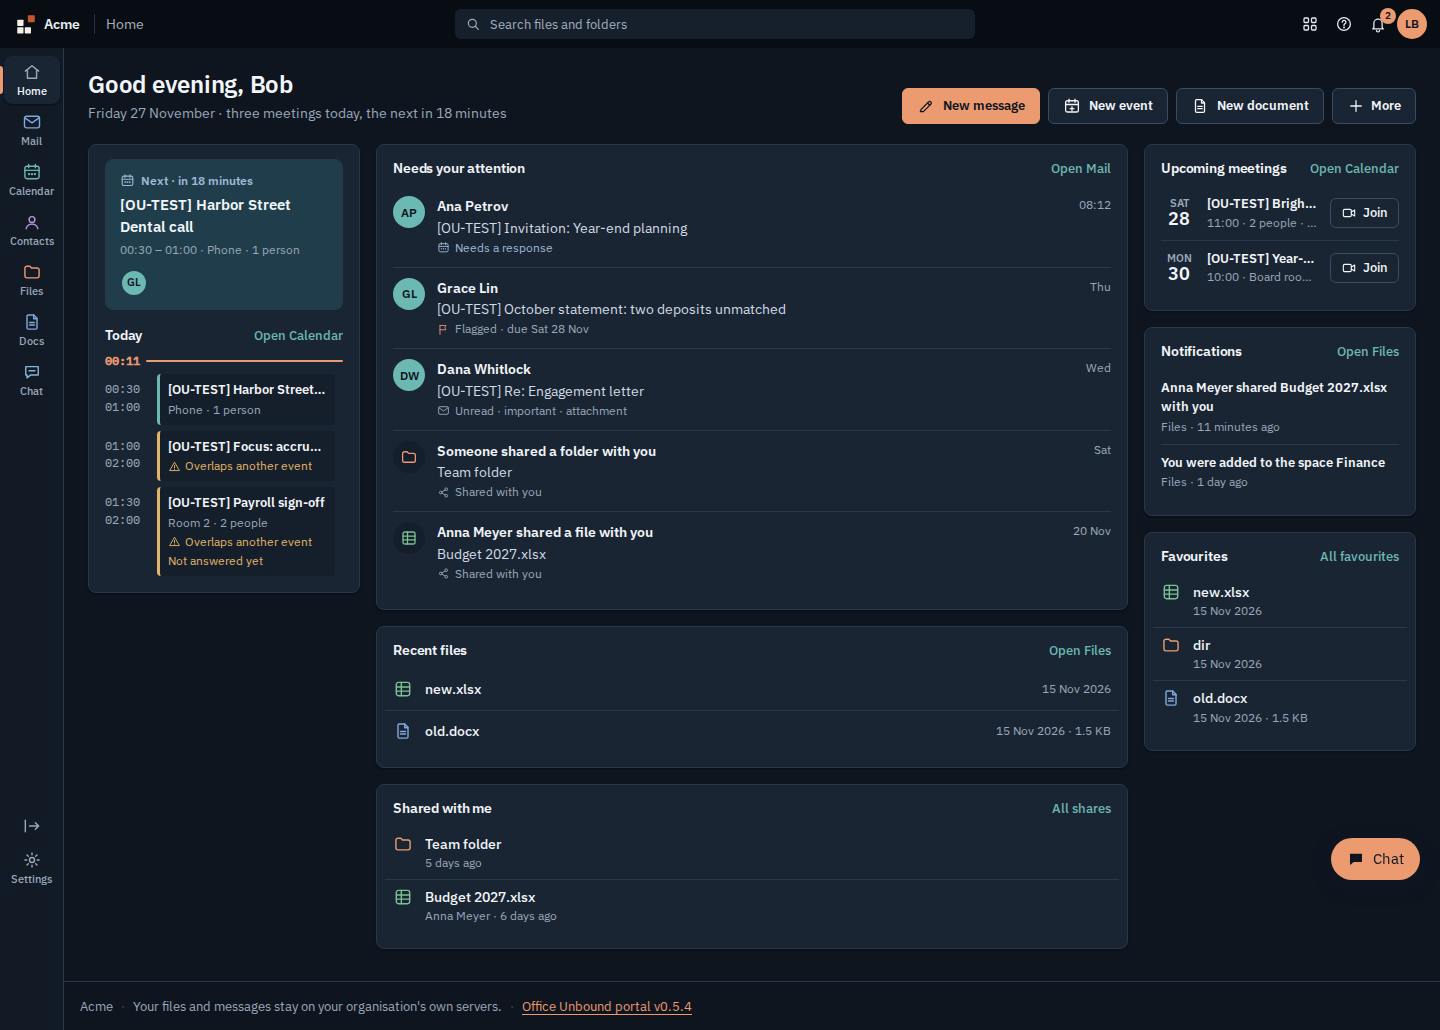 Acme
Home
Search files and folders
2
LB
Home
Mail
Calendar
Contacts
Files
Docs
Chat
Settings
Good evening, Bob
Friday 27 November · three meetings today, the next in 18 minutes
New message
New event
New document
More
Next · in 18 minutes
[OU-TEST] Harbor Street
Dental call
00:30 – 01:00 · Phone · 1 person
GL
Today
Open Calendar
00:11
00:30
01:00
[OU-TEST] Harbor Street...
Phone · 1 person
01:00
02:00
[OU-TEST] Focus: accru...
Overlaps another event
01:30
02:00
[OU-TEST] Payroll sign-off
Room 2 · 2 people
Overlaps another event
Not answered yet
Needs your attention
Open Mail
AP
Ana Petrov
08:12
[OU-TEST] Invitation: Year-end planning
Needs a response
GL
Grace Lin
Thu
[OU-TEST] October statement: two deposits unmatched
Flagged · due Sat 28 Nov
DW
Dana Whitlock
Wed
[OU-TEST] Re: Engagement letter
Unread · important · attachment
Someone shared a folder with you
Sat
Team folder
Shared with you
Anna Meyer shared a file with you
20 Nov
Budget 2027.xlsx
Shared with you
Recent files
Open Files
new.xlsx
15 Nov 2026
old.docx
15 Nov 2026 · 1.5 KB
Shared with me
All shares
Team folder
5 days ago
Budget 2027.xlsx
Anna Meyer · 6 days ago
Upcoming meetings
Open Calendar
SAT
28
[OU-TEST] Brigh...
11:00 · 2 people · ...
Join
MON
30
[OU-TEST] Year-...
10:00 · Board roo...
Join
Notifications
Open Files
Anna Meyer shared Budget 2027.xlsx
with you
Files · 11 minutes ago
You were added to the space Finance
Files · 1 day ago
Favourites
All favourites
new.xlsx
15 Nov 2026
dir
15 Nov 2026
old.docx
15 Nov 2026 · 1.5 KB
Chat
Acme · Your files and messages stay on your organisation's own servers. · Office Unbound portal v0.5.4